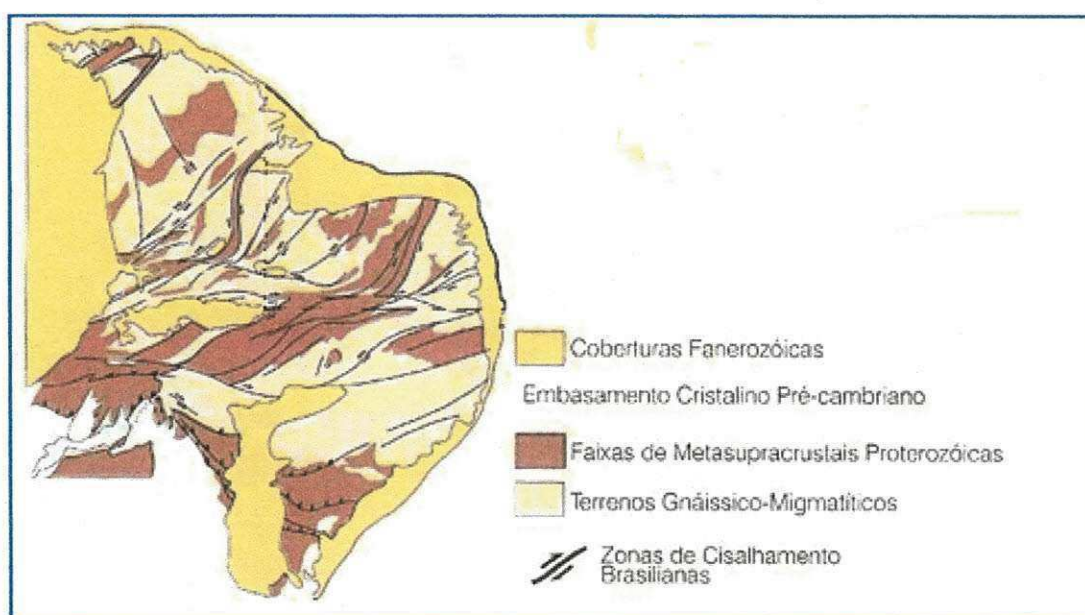 Coberturas Fanerozóicas
Embasamento Cristalino Pré-cambriano
Faixas de Metasupracrustais Proterozóicas
Terrenos Gnáissico-Migmatíticos
Zonas de Cisalhamento
Brasilianas